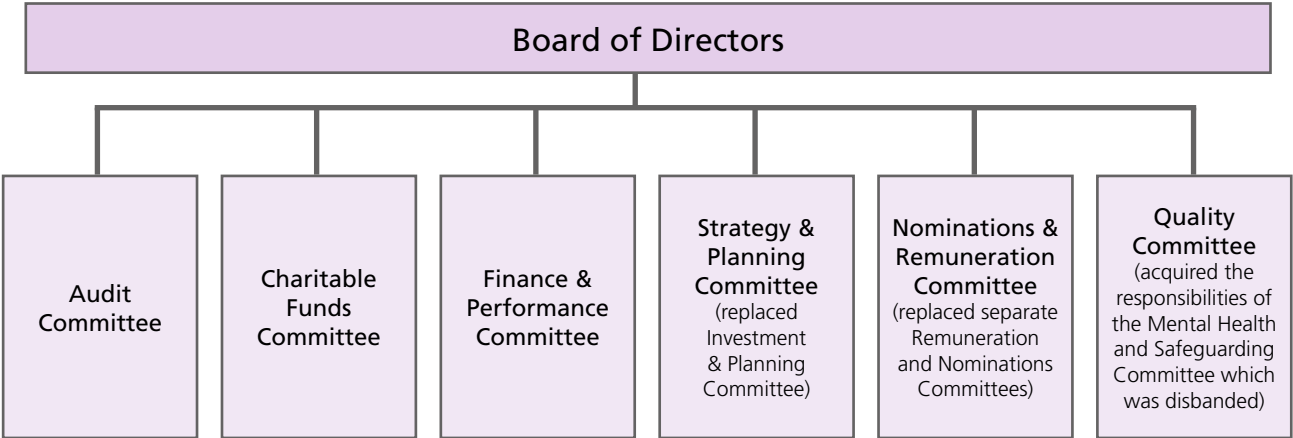 Board of Directors
Audit
Committee
Charitable
Funds
Committee
Finance &
Performance
Committee
Strategy &
Planning
Committee
(replaced
Investment
& Planning
Committee)
Nominations &
Remuneration
Committee
(replaced separate
Remuneration
and Nominations
Committees)
Quality
Committee
(acquired the
responsibilities of
the Mental Health
and Safeguarding
Committee which
was disbanded)